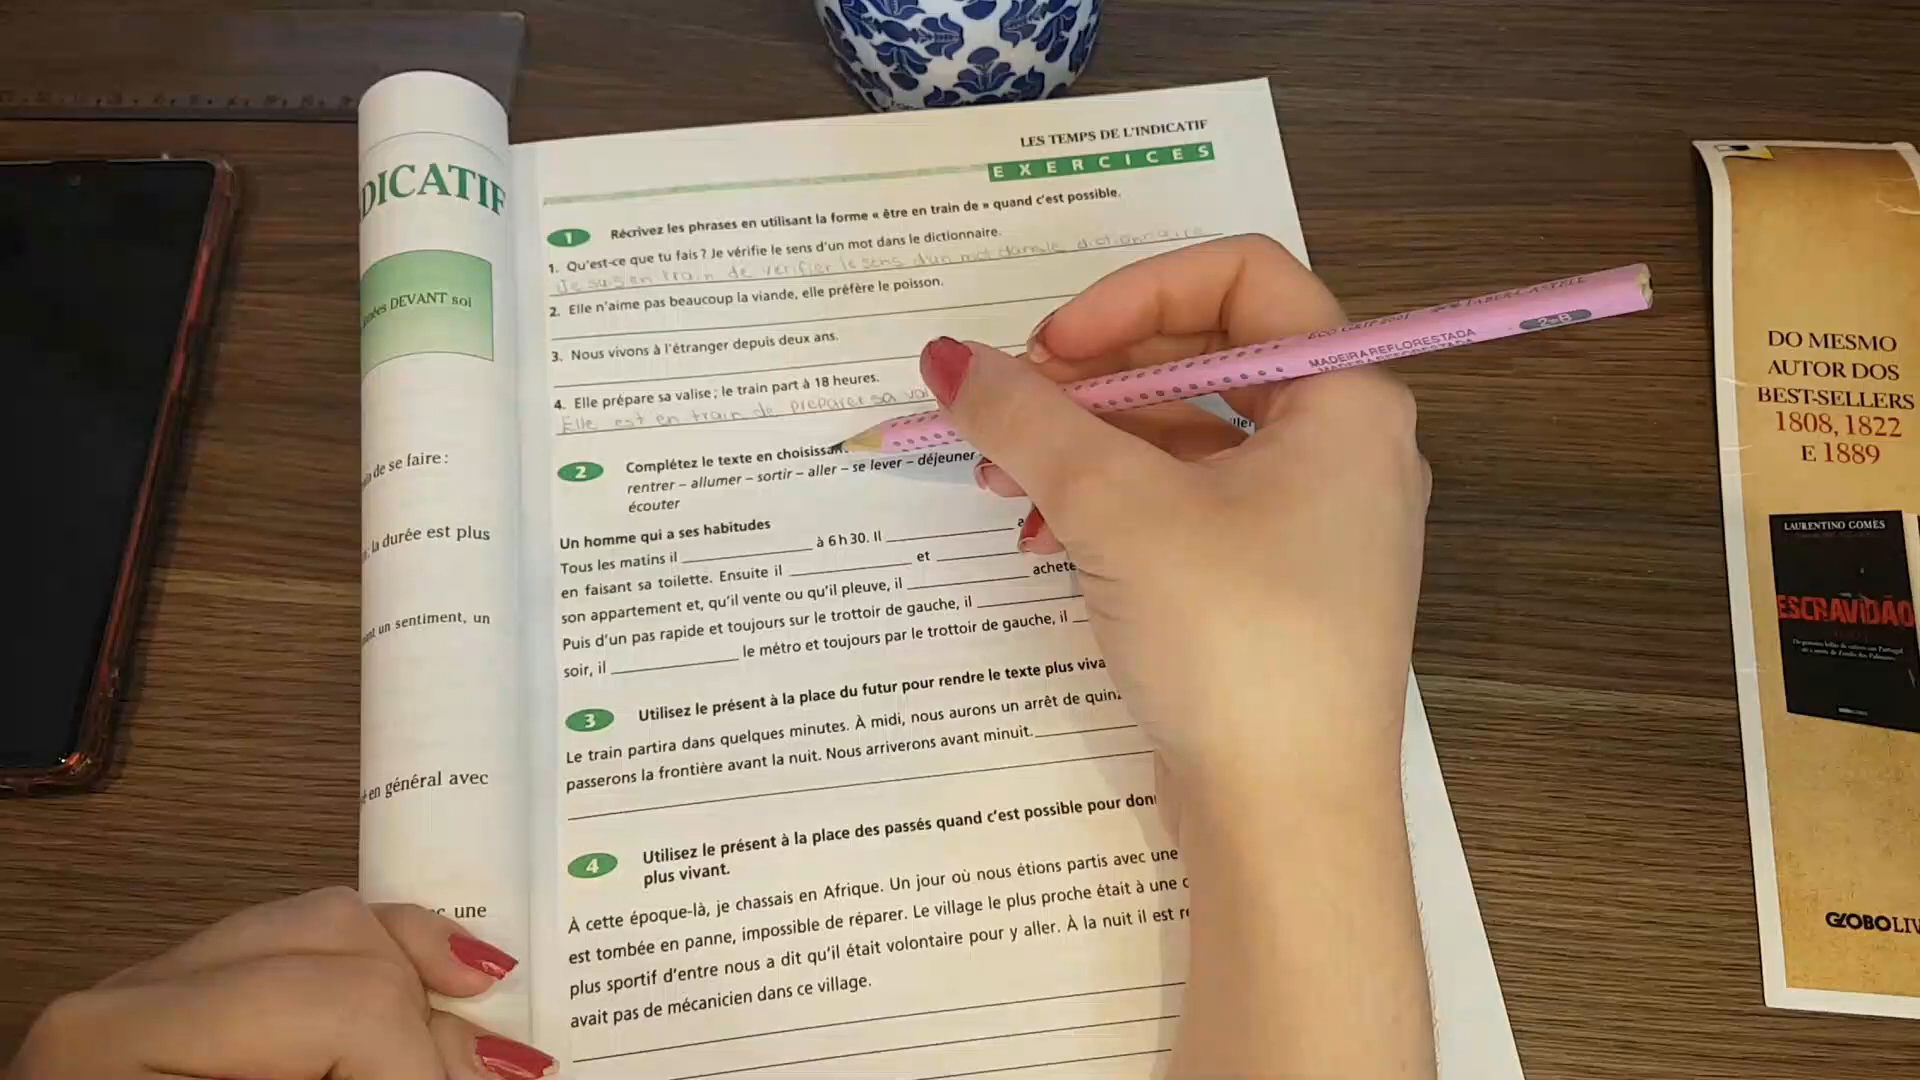 DICATIF
DEVANT soi
de se faire :
la durée est plus
un sentiment, un
en général avec
une
LES TEMPS DE L'INDICATIF
EXERCICES
1 Récrivez les phrases en utilisant la forme « être en train de » quand c'est possible.
1. Qu'est-ce que tu fais ? Je vérifie le sens d'un mot dans le dictionnaire.
Je suis en train de vérifier le sens d'un mot dans le dictionnaire
2. Elle n'aime pas beaucoup la viande, elle préfère le poisson.
3. Nous vivons à l'étranger depuis deux ans.
4. Elle prépare sa valise ; le train part à 18 heures.
Elle est en train de preparer sa
2 Complétez le texte en
rentrer – allumer – sortir – aller – se lever – déjeuner
écouter
Un homme qui a ses habitudes
Tous les matins il ____ à 6 h 30. Il ____
en faisant sa toilette. Ensuite il ____ et ____
son appartement et, qu'il vente ou qu'il pleuve, il ____
Puis d'un pas rapide et toujours sur le trottoir de gauche, il ____
soir, il ____ le métro et toujours par le trottoir de gauche, il ____
3 Utilisez le présent à la place du futur pour rendre le texte plus
Le train partira dans quelques minutes. À midi, nous aurons un arrêt de
passerons la frontière avant la nuit. Nous arriverons avant minuit.
4 Utilisez le présent à la place des passés quand c'est possible pour
plus vivant.
À cette époque-là, je chassais en Afrique. Un jour où nous étions partis avec une
est tombée en panne, impossible de réparer. Le village le plus proche était à une
plus sportif d'entre nous a dit qu'il était volontaire pour y aller. À la nuit il est
avait pas de mécanicien dans ce village.
FABER-CASTELL
MADEIRA REFLORESTADA
DO MESMO
AUTOR DOS
BEST-SELLERS
1808, 1822
E 1889
LAURENTINO GOMES
ESCRAVIDÃO
GLOBO